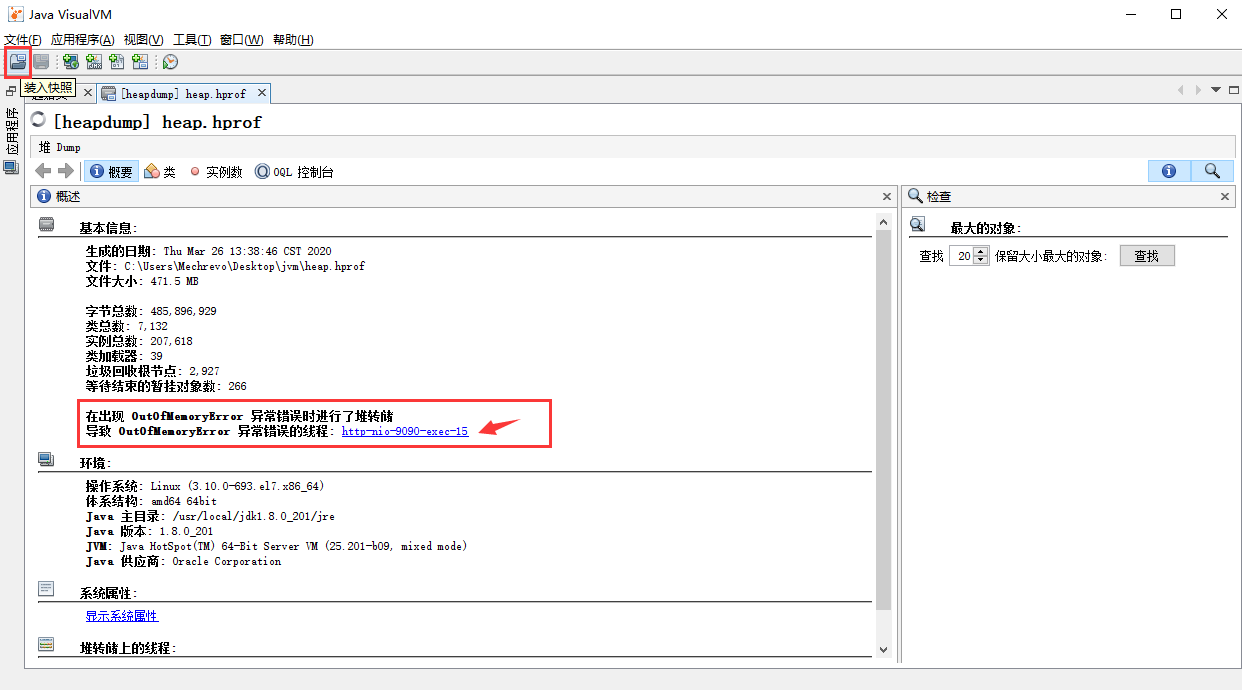 Java VisualVM
文件(F) 应用程序(A) 视图(V) 工具(T) 窗口(W) 帮助(H)
装入快照
[heapdump] heap.hprof
应用程序
[heapdump] heap.hprof
堆 Dump
概要 类 实例数 OQL 控制台
概述
检查
基本信息:
最大的对象:
生成的日期: Thu Mar 26 13:38:46 CST 2020
查找 20 保留大小最大的对象: 查找
文件: C:\Users\Mechrevo\Desktop\jvm\heap.hprof
文件大小: 471.5 MB
字节总数: 485,896,929
类总数: 7,132
实例总数: 207,618
类加载器: 39
垃圾回收根节点: 2,927
等待结束的暂挂对象数: 266
在出现 OutOfMemoryError 异常错误时进行了堆转储
导致 OutOfMemoryError 异常错误的线程: http-nio-9090-exec-15
环境:
操作系统: Linux (3.10.0-693.el7.x86_64)
体系结构: amd64 64bit
Java 主目录: /usr/local/jdk1.8.0_201/jre
Java 版本: 1.8.0_201
JVM: Java HotSpot(TM) 64-Bit Server VM (25.201-b09, mixed mode)
Java 供应商: Oracle Corporation
系统属性:
显示系统属性
堆转储上的线程: